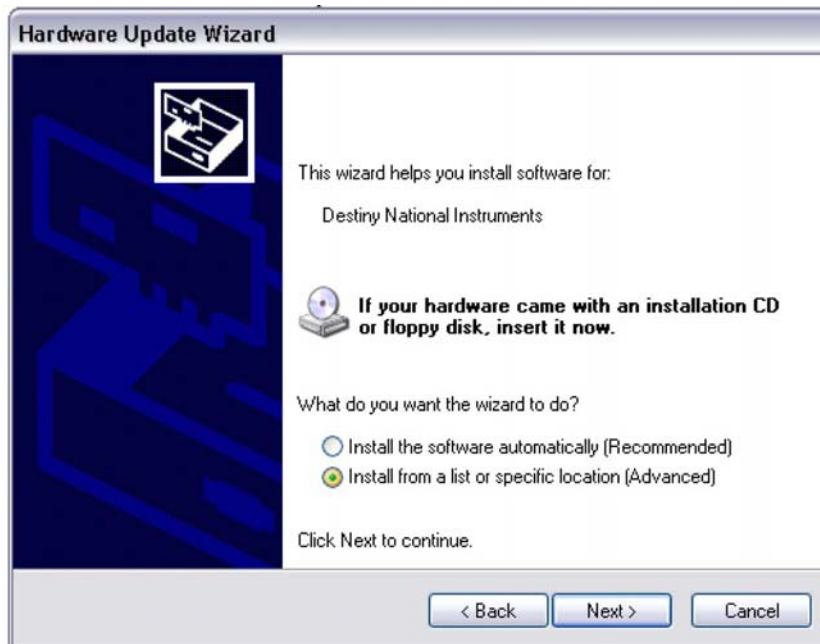 Hardware Update Wizard
This wizard helps you install software for:
Destiny National Instruments
If your hardware came with an installation CD
or floppy disk, insert it now.
What do you want the wizard to do?
Install the software automatically (Recommended)
Install from a list or specific location (Advanced)
Click Next to continue.
< Back
Next >
Cancel